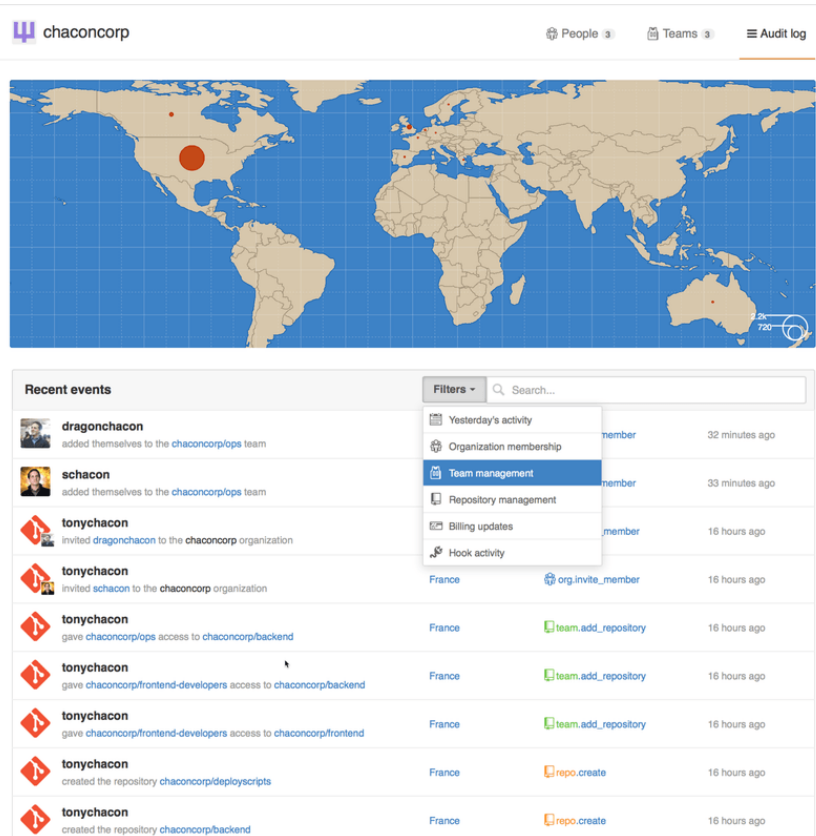 chaconcorp
People 3
Teams 3
Audit log
2.2k
720
Recent events
Filters
Search...
Yesterday's activity
Organization membership
Team management
Repository management
Billing updates
Hook activity
dragonchacon
added themselves to the chaconcorp/ops team
member
32 minutes ago
schacon
added themselves to the chaconcorp/ops team
member
33 minutes ago
tonychacon
invited dragonchacon to the chaconcorp organization
_member
16 hours ago
tonychacon
invited schacon to the chaconcorp organization
France
org.invite_member
16 hours ago
tonychacon
gave chaconcorp/ops access to chaconcorp/backend
France
team.add_repository
16 hours ago
tonychacon
gave chaconcorp/frontend-developers access to chaconcorp/backend
France
team.add_repository
16 hours ago
tonychacon
gave chaconcorp/frontend-developers access to chaconcorp/frontend
France
team.add_repository
16 hours ago
tonychacon
created the repository chaconcorp/deployscripts
France
repo.create
16 hours ago
tonychacon
created the repository chaconcorp/backend
France
repo.create
16 hours ago